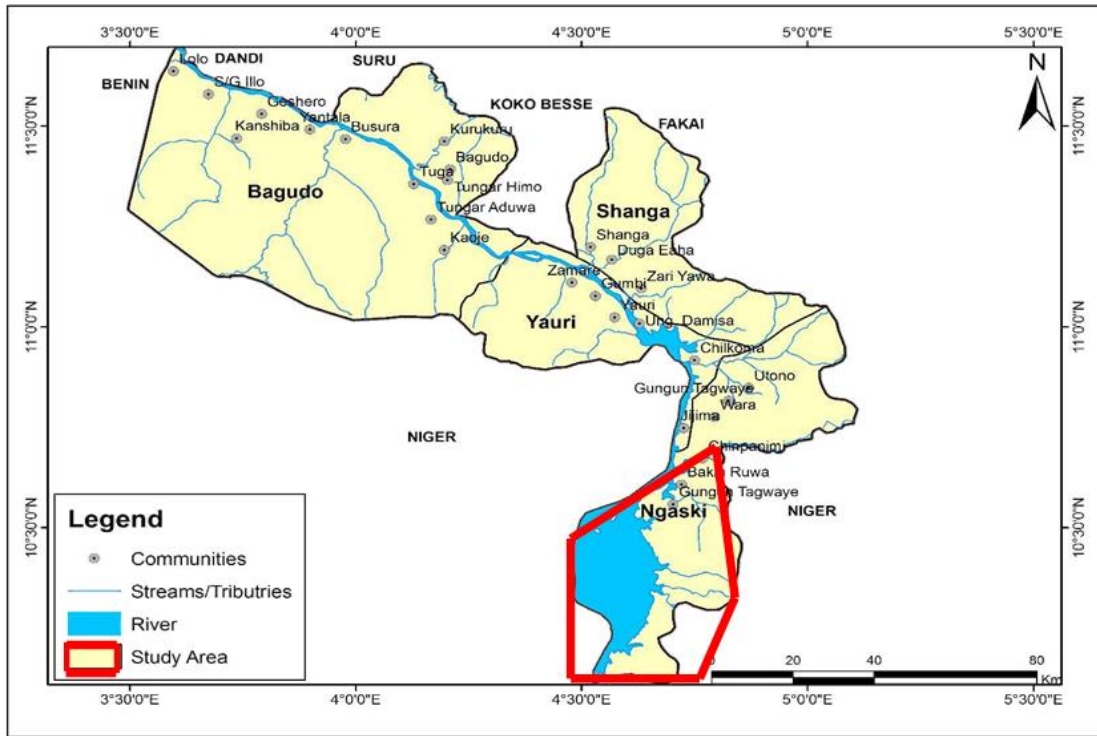 3°30'0"E 4°0'0"E 4°30'0"E 5°0'0"E 5°30'0"E
N
DANDI
SURU
BENIN
Lolo
S/G Illo
KOKO BESSE
FAKAI
Geshero
Yantala
Kanshiba
Busura
Kurukuru
11°30'0"N 11°30'0"N
Bagudo
Tuga
Tungar Himo
Bagudo
Tungar Aduwa
Shanga
Kaoje
Shanga
Duga Eaha
Zamare
Gumbi
Zari Yawa
Yauri
Yauri
Ung. Damisa
11°0'0"N 11°0'0"N
Chilkoma
Utono
Gungun Tagwaye
Wara
Jijima
NIGER
Chinpanimi
Bakin Ruwa
Gungun Tagwaye
Ngaski
NIGER
10°30'0"N 10°30'0"N
Legend
Communities
Streams/Tributries
River
Study Area
0 20 40 80
Km
3°30'0"E 4°0'0"E 4°30'0"E 5°0'0"E 5°30'0"E